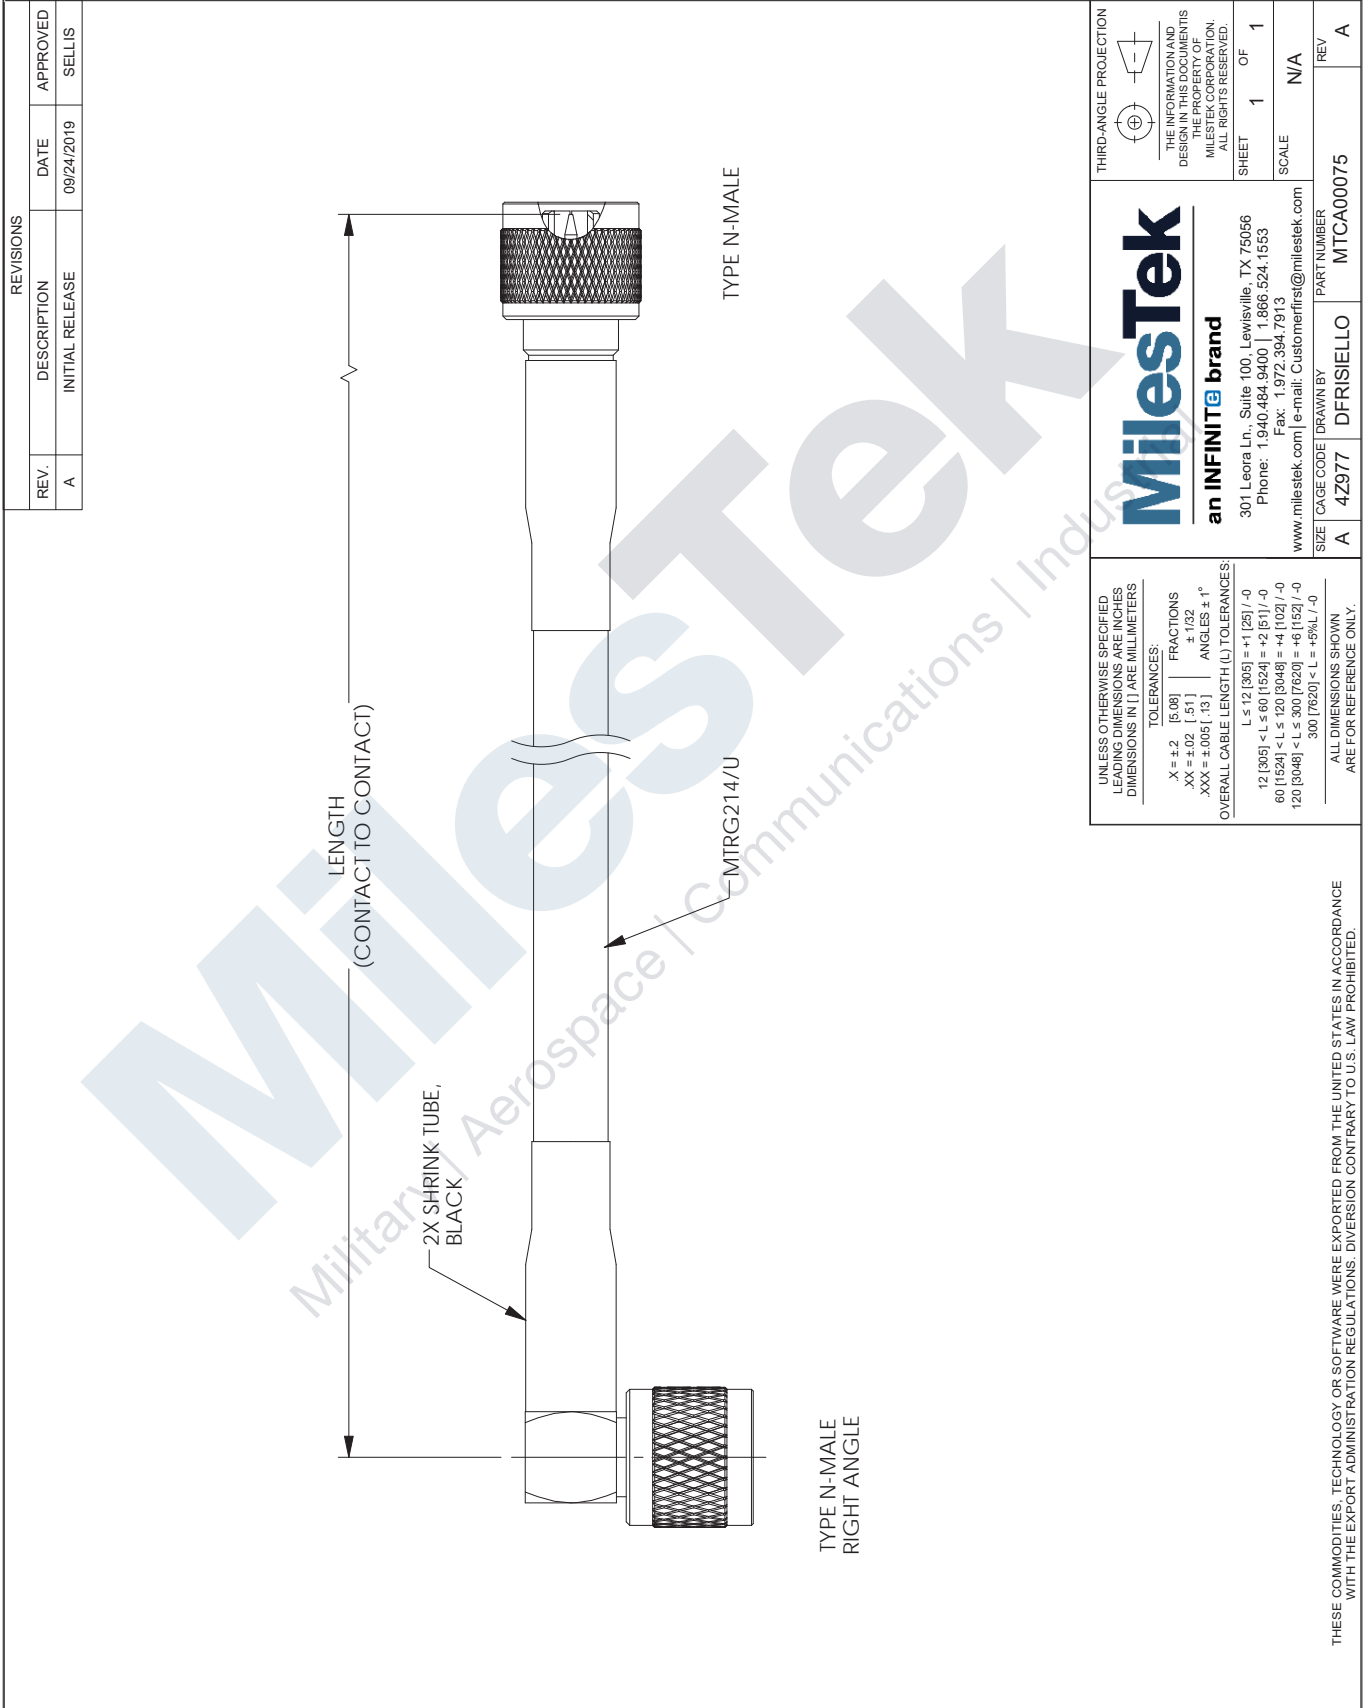 REVISIONS
REV. DESCRIPTION DATE APPROVED
A INITIAL RELEASE 09/24/2019 SELLIS
LENGTH
(CONTACT TO CONTACT)
2X SHRINK TUBE,
BLACK
MTRG214/U
TYPE N-MALE
TYPE N-MALE
RIGHT ANGLE
MilesTek
Military | Aerospace | Communications | Industrial
UNLESS OTHERWISE SPECIFIED
LEADING DIMENSIONS ARE INCHES
DIMENSIONS IN [ ] ARE MILLIMETERS
TOLERANCES:
.X = ±.2 [5.08] FRACTIONS
.XX = ±.02 [.51] ± 1/32
.XXX = ±.005 [.13] ANGLES ± 1°
OVERALL CABLE LENGTH (L) TOLERANCES:
L ≤ 12 [305] = +1 [25] / -0
12 [305] < L ≤ 60 [1524] = +2 [51] / -0
60 [1524] < L ≤ 120 [3048] = +4 [102] / -0
120 [3048] < L ≤ 300 [7620] = +6 [152] / -0
300 [7620] < L = +5%L / -0
ALL DIMENSIONS SHOWN
ARE FOR REFERENCE ONLY.
MilesTek
an INFINITe brand
301 Leora Ln., Suite 100, Lewisville, TX 75056
Phone: 1.940.484.9400 | 1.866.524.1553
Fax: 1.972.394.7913
www.milestek.com | e-mail: Customerfirst@milestek.com
THIRD-ANGLE PROJECTION
THE INFORMATION AND
DESIGN IN THIS DOCUMENTIS
THE PROPERTY OF
MILESTEK CORPORATION.
ALL RIGHTS RESERVED.
SHEET 1 OF 1
SCALE N/A
SIZE CAGE CODE DRAWN BY PART NUMBER REV
A 4Z977 DFRISIELLO MTCA00075 A
THESE COMMODITIES, TECHNOLOGY OR SOFTWARE WERE EXPORTED FROM THE UNITED STATES IN ACCORDANCE
WITH THE EXPORT ADMINISTRATION REGULATIONS. DIVERSION CONTRARY TO U.S. LAW PROHIBITED.